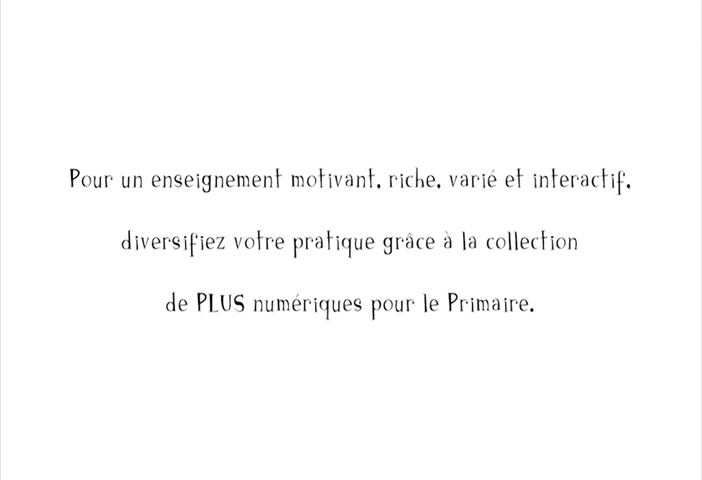 Pour un enseignement motivant, riche, varié et interactif,
diversifiez votre pratique grâce à la collection
de PLUS numériques pour le Primaire.